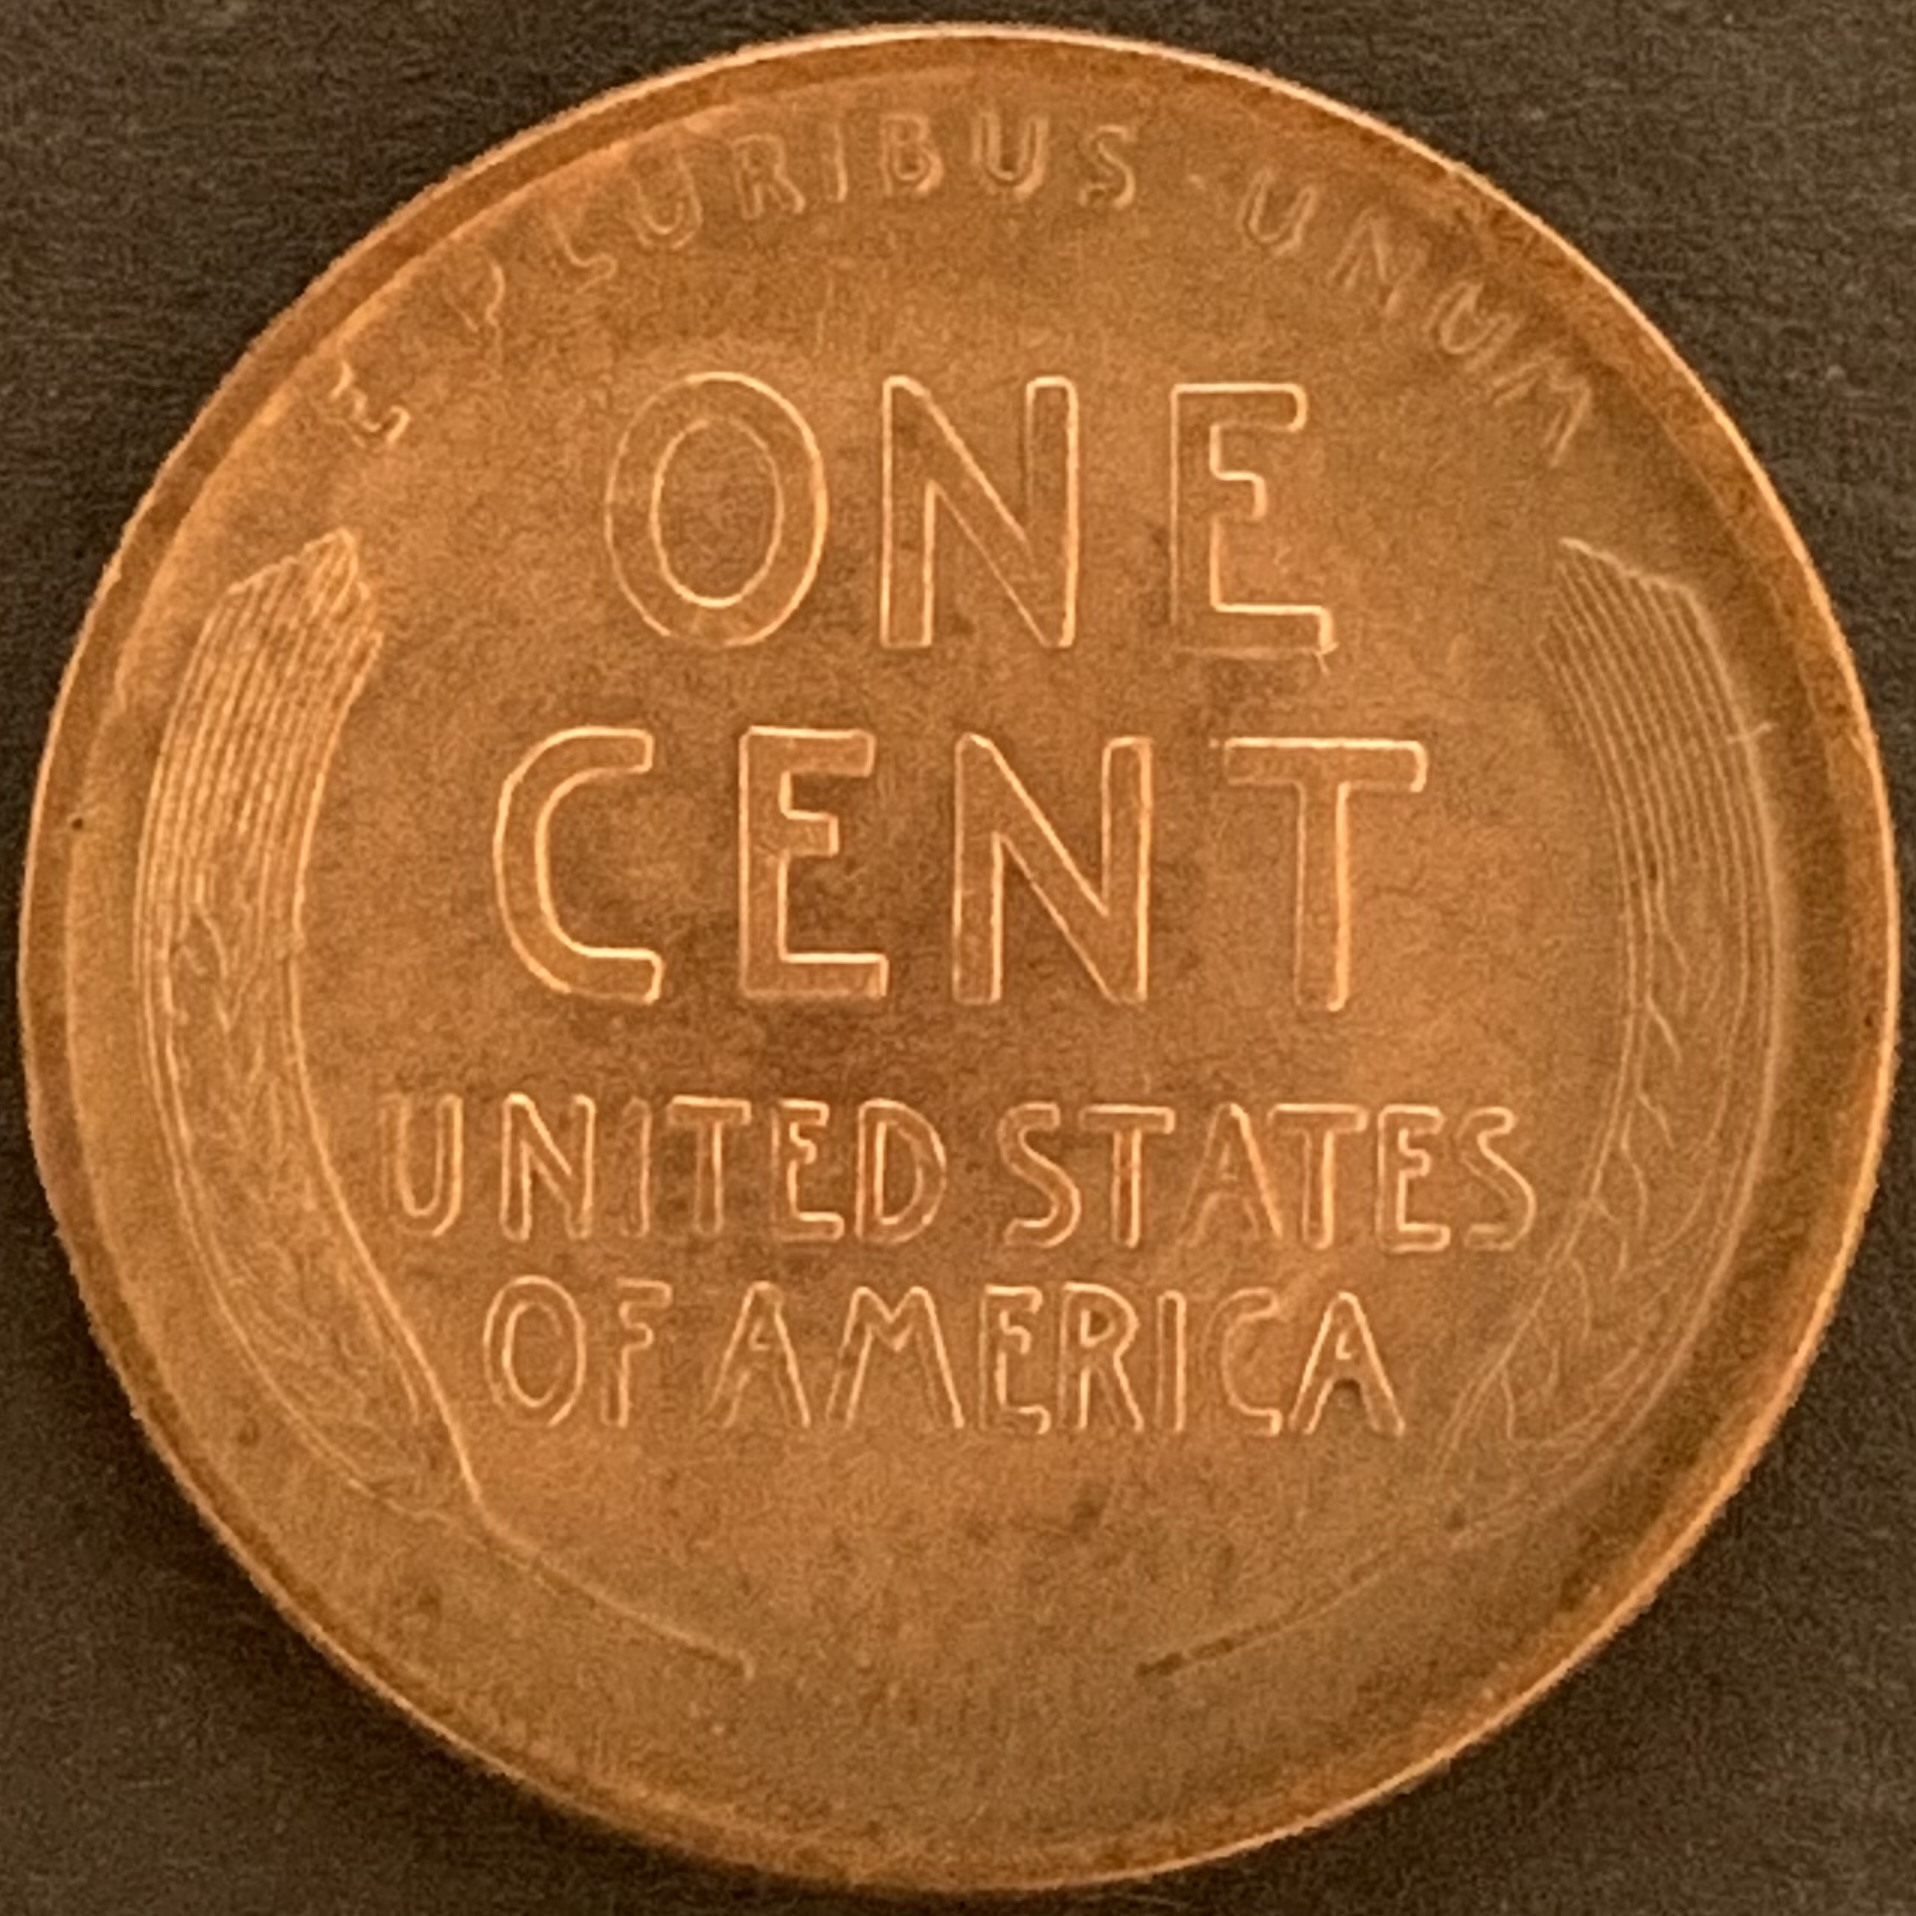 E PLURIBUS · UNUM
ONE
CENT
UNITED STATES
OF AMERICA